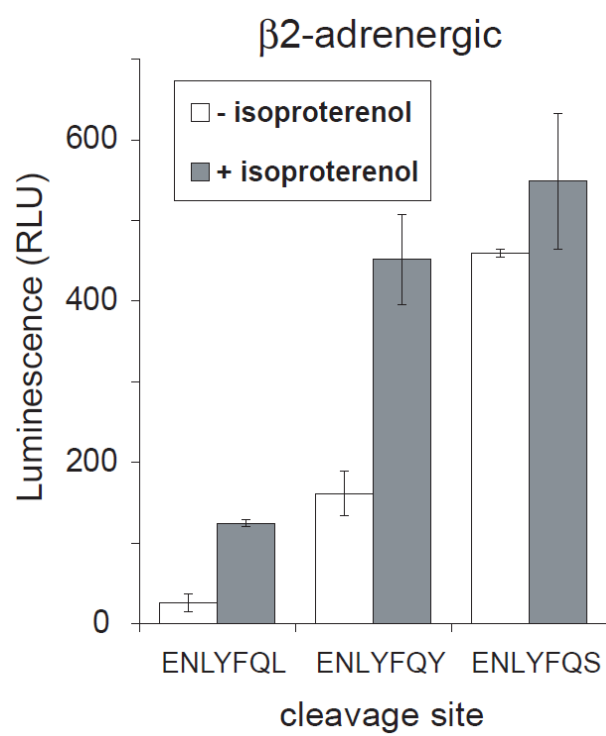 β2-adrenergic
- isoproterenol
+ isoproterenol
Luminescence (RLU)
600
400
200
0
ENLYFQL ENLYFQY ENLYFQS
cleavage site